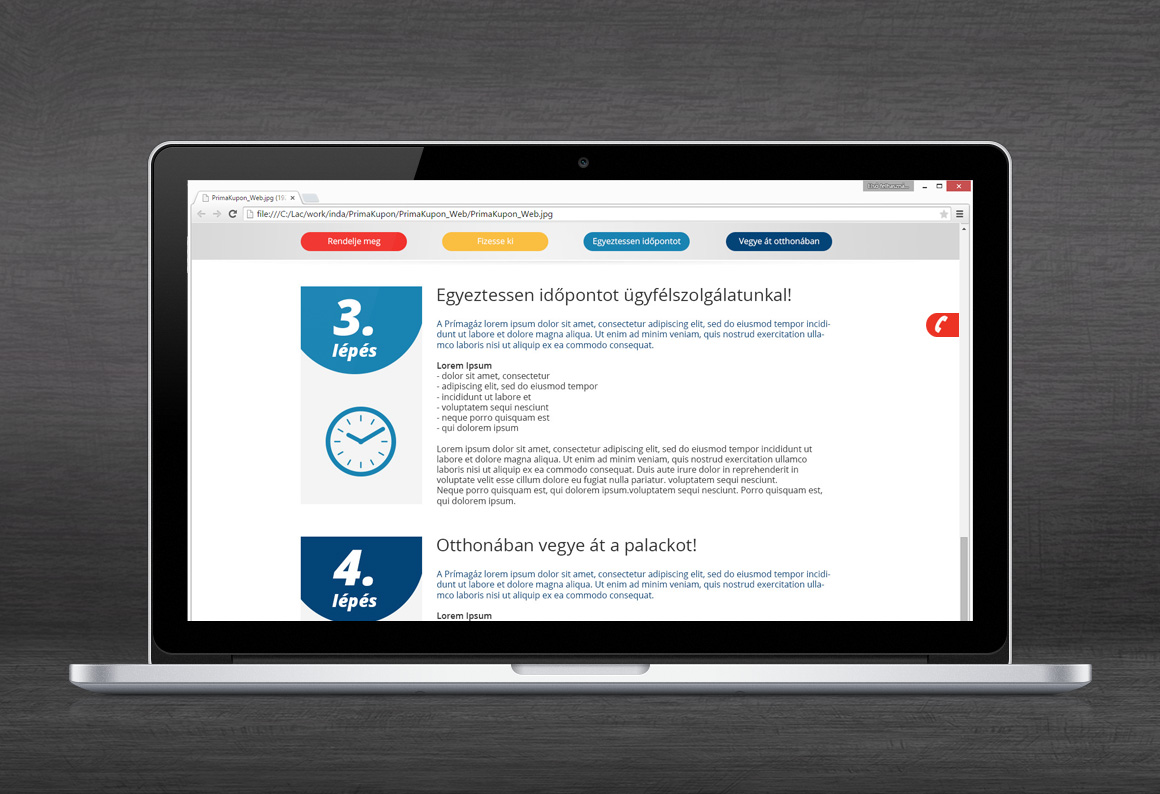 PrimaKupon_Web.jpg (19
file:///C:/Lac/work/inda/PrimaKupon/PrimaKupon_Web/PrimaKupon_Web.jpg
Rendelje meg Fizesse ki Egyeztessen időpontot Vegye át otthonában
3.
lépés
Egyeztessen időpontot ügyfélszolgálatunkal!
A Prímagáz lorem ipsum dolor sit amet, consectetur adipiscing elit, sed do eiusmod tempor incidi-
dunt ut labore et dolore magna aliqua. Ut enim ad minim veniam, quis nostrud exercitation ulla-
mco laboris nisi ut aliquip ex ea commodo consequat.
Lorem Ipsum
- dolor sit amet, consectetur
- adipiscing elit, sed do eiusmod tempor
- incididunt ut labore et
- voluptatem sequi nesciunt
- neque porro quisquam est
- qui dolorem ipsum
Lorem ipsum dolor sit amet, consectetur adipiscing elit, sed do eiusmod tempor incididunt ut
labore et dolore magna aliqua. Ut enim ad minim veniam, quis nostrud exercitation ullamco
laboris nisi ut aliquip ex ea commodo consequat. Duis aute irure dolor in reprehenderit in
voluptate velit esse cillum dolore eu fugiat nulla pariatur. voluptatem sequi nesciunt.
Neque porro quisquam est, qui dolorem ipsum.voluptatem sequi nesciunt. Porro quisquam est,
qui dolorem ipsum.
4.
lépés
Otthonában vegye át a palackot!
A Prímagáz lorem ipsum dolor sit amet, consectetur adipiscing elit, sed do eiusmod tempor incidi-
dunt ut labore et dolore magna aliqua. Ut enim ad minim veniam, quis nostrud exercitation ulla-
mco laboris nisi ut aliquip ex ea commodo consequat.
Lorem Ipsum